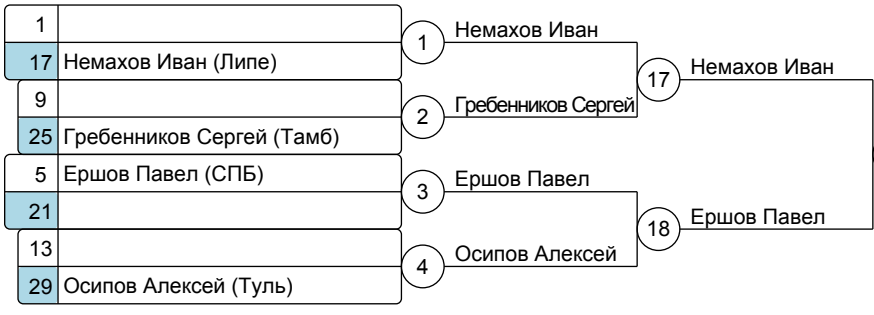 1
17 Немахов Иван (Липе)
1 Немахов Иван
9
25 Гребенников Сергей (Тамб)
2 Гребенников Сергей
17 Немахов Иван
5 Ершов Павел (СПБ)
21
3 Ершов Павел
13
29 Осипов Алексей (Туль)
4 Осипов Алексей
18 Ершов Павел